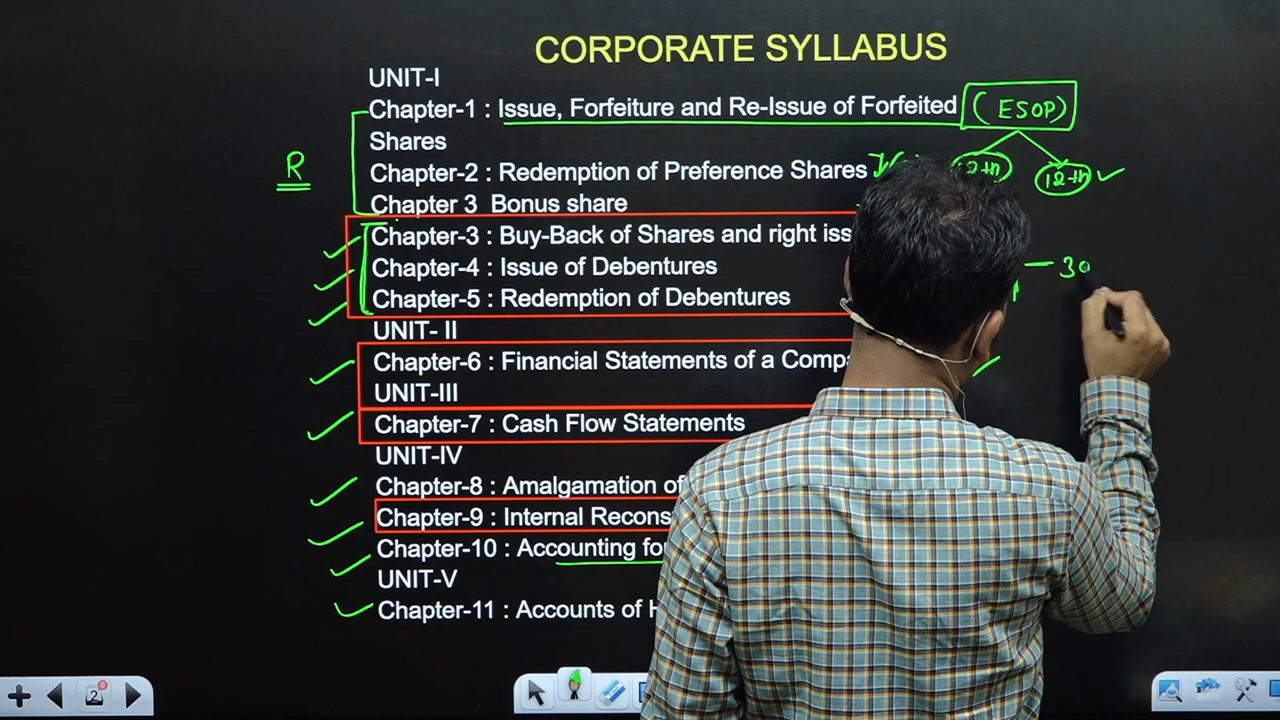 CORPORATE SYLLABUS
UNIT-I
Chapter-1 : Issue, Forfeiture and Re-Issue of Forfeited (ESOP)
Shares
R
Chapter-2 : Redemption of Preference Shares 12th
Chapter 3 Bonus share
Chapter-3 : Buy-Back of Shares and right
Chapter-4 : Issue of Debentures 30
Chapter-5 : Redemption of Debentures
UNIT- II
Chapter-6 : Financial Statements of a
UNIT-III
Chapter-7 : Cash Flow Statements
UNIT-IV
Chapter-8 : Amalgamation of
Chapter-9 : Internal
Chapter-10 : Accounting
UNIT-V
Chapter-11 : Accounts of
2
0